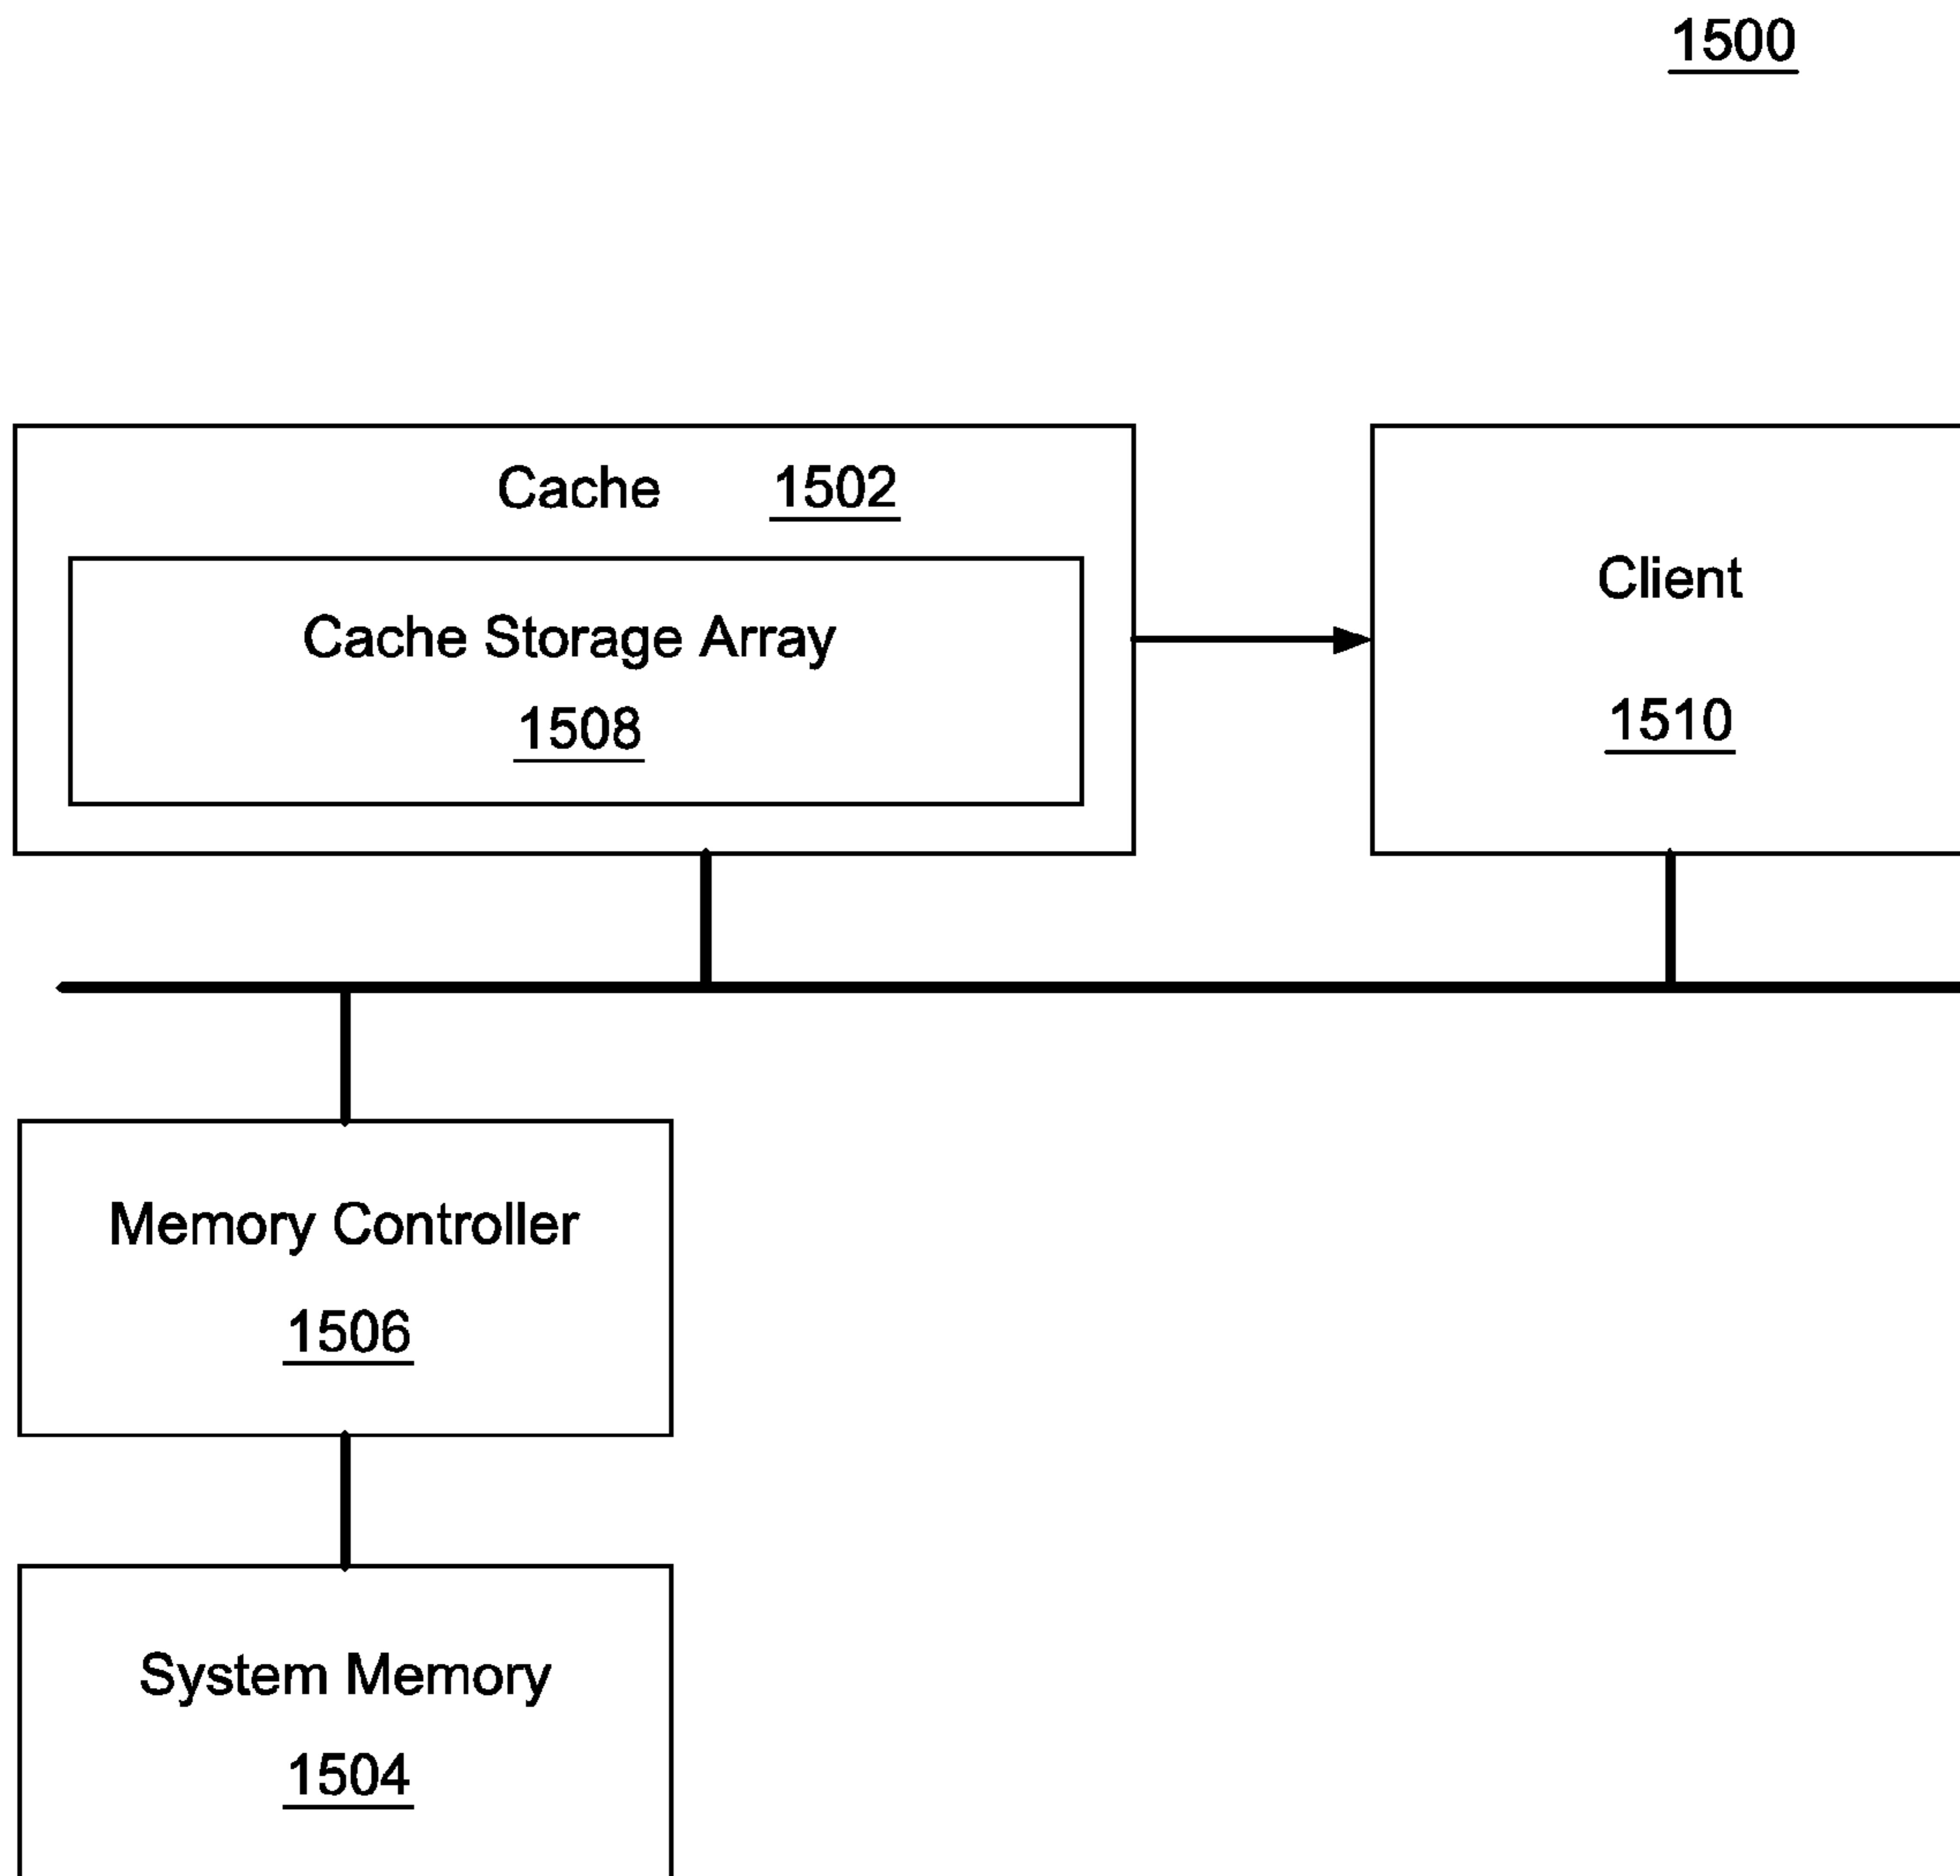 1500
Cache 1502
Cache Storage Array
1508
Client
1510
Memory Controller
1506
System Memory
1504